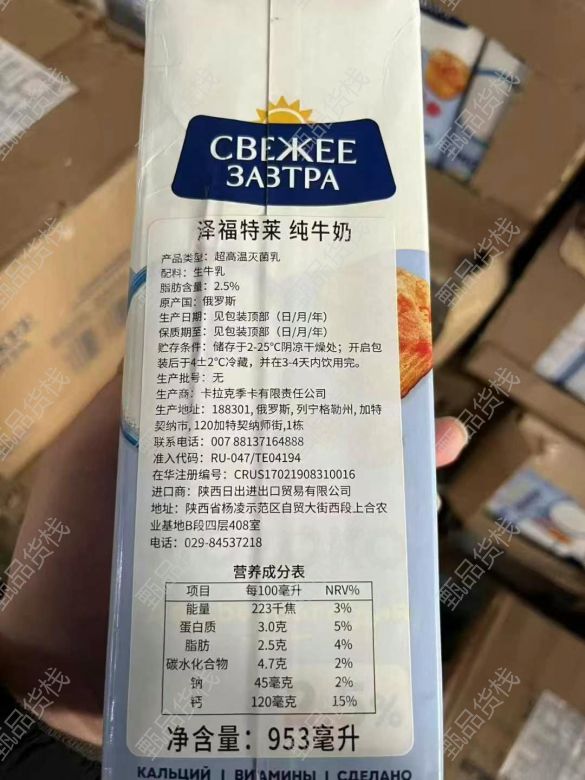 СВЕЖЕЕ
ЗАВТРА
泽福特莱 纯牛奶
产品类型：超高温灭菌乳
配料：生牛乳
脂肪含量：2.5%
原产国：俄罗斯
生产日期：见包装顶部（日/月/年）
保质期至：见包装顶部（日/月/年）
贮存条件：储存于2-25℃阴凉干燥处；开启包
装后于4±2℃冷藏，并在3-4天内饮用完。
生产批号：无
生产商：卡拉克季卡有限责任公司
生产地址：188301, 俄罗斯, 列宁格勒州, 加特
契纳市, 120加特契纳师街,1栋
联系电话：007 88137164888
准入代码：RU-047/TE04194
在华注册编号：CRUS17021908310016
进口商：陕西日出进出口贸易有限公司
地址：陕西省杨凌示范区自贸大街西段上合农
业基地B段四层408室
电话：029-84537218
营养成分表
项目 每100毫升 NRV%
能量 223千焦 3%
蛋白质 3.0克 5%
脂肪 2.5克 4%
碳水化合物 4.7克 2%
钠 45毫克 2%
钙 120毫克 15%
净含量：953毫升
КАЛЬЦИЙ | ВИТАМИНЫ | СДЕЛАНО
甄品货栈